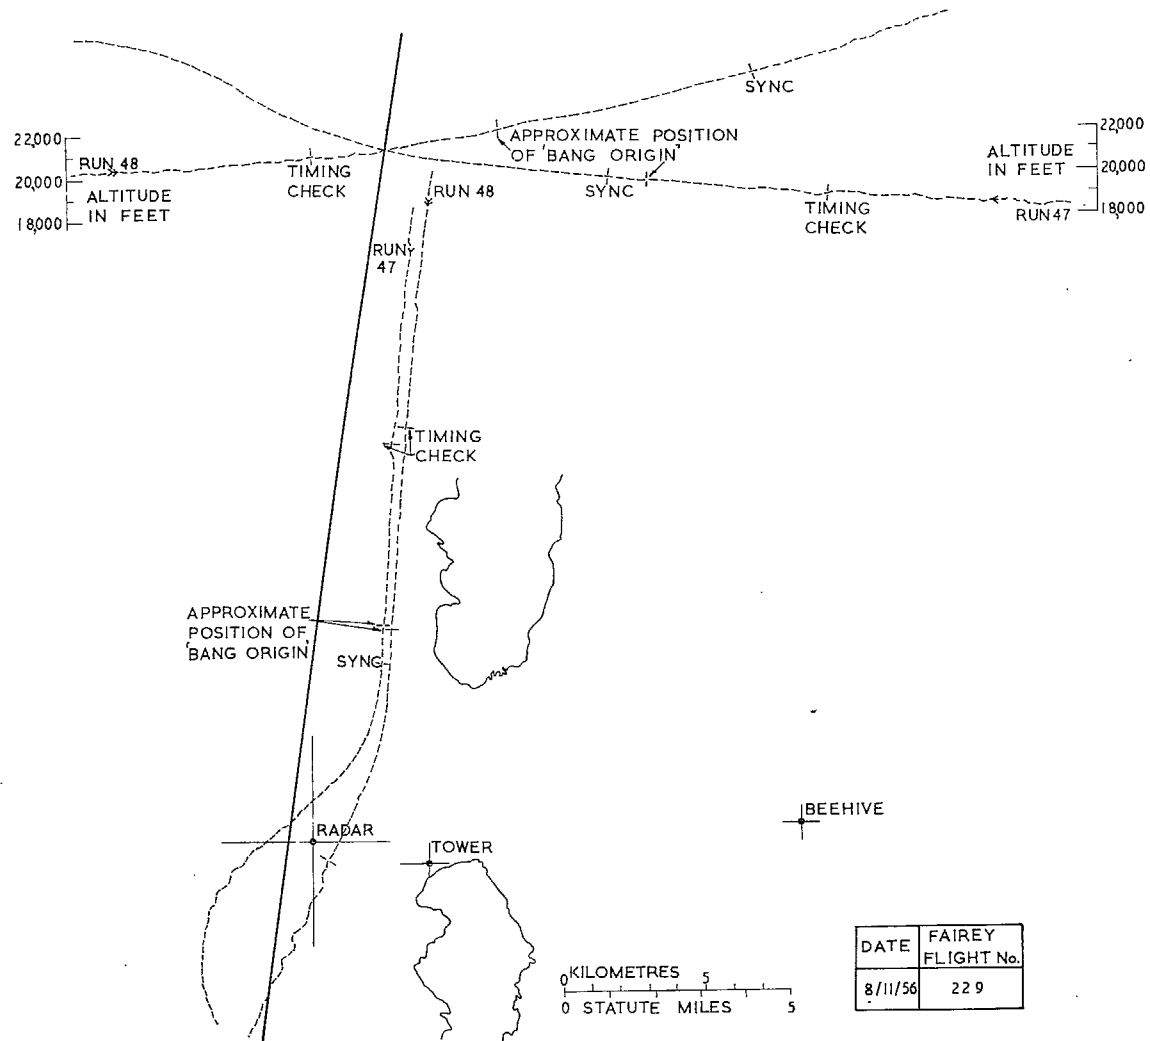 SYNC
22,000
20,000
18,000
RUN 48
ALTITUDE
IN FEET
TIMING
CHECK
APPROXIMATE POSITION
OF 'BANG ORIGIN'
SYNC
ALTITUDE
IN FEET
22,000
20,000
18,000
TIMING
CHECK
RUN 47
RUN 48
RUN
47
TIMING
CHECK
APPROXIMATE
POSITION OF
'BANG ORIGIN'
SYNC
RADAR
TOWER
BEEHIVE
0 KILOMETRES 5
0 STATUTE MILES 5
DATE
FAIREY
FLIGHT No.
8/11/56
229